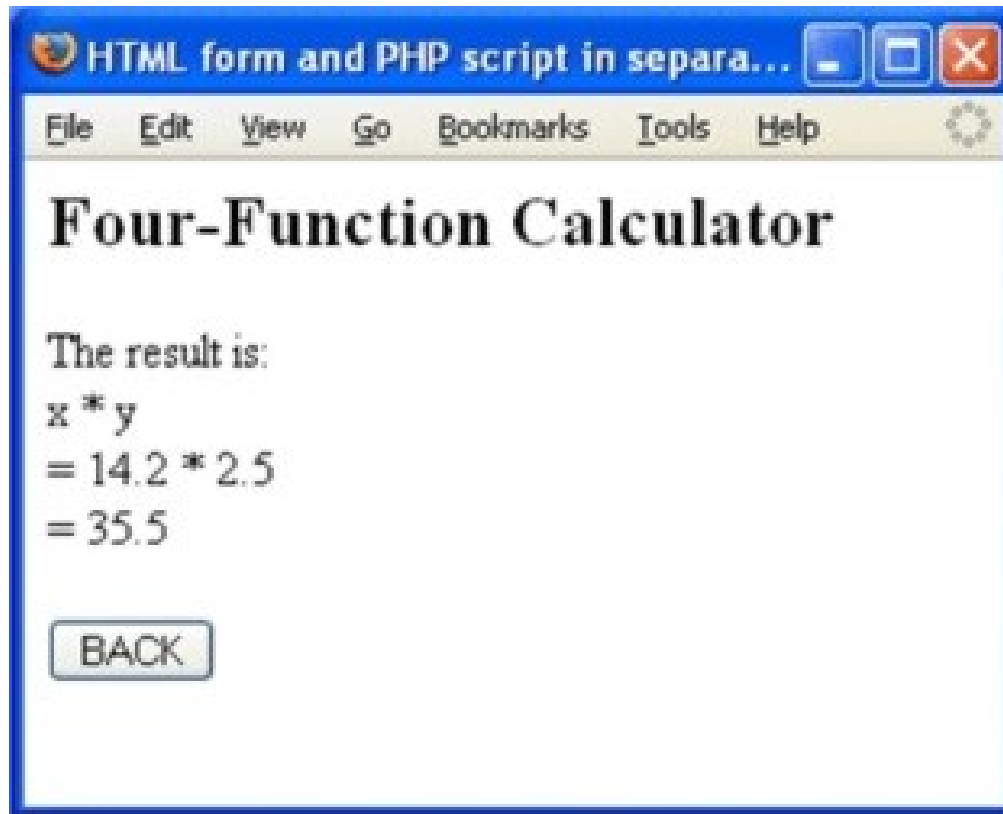 HTML form and PHP script in separa...
File Edit View Go Bookmarks Tools Help
Four-Function Calculator
The result is:
x * y
= 14.2 * 2.5
= 35.5
BACK